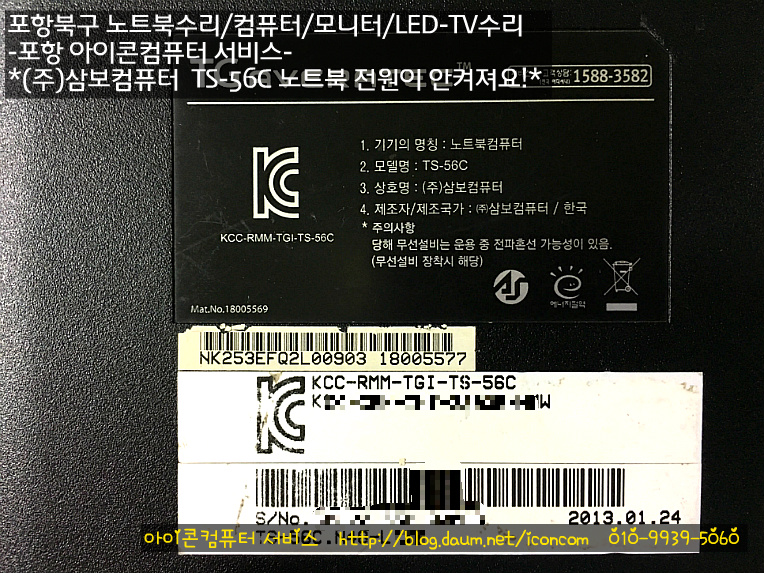 포항북구 노트북수리/컴퓨터/모니터/LED-TV수리
-포항 아이콘컴퓨터 서비스-
*(주)삼보컴퓨터 TS-56C 노트북 전원이 안켜져요!*
TM
1588-3582
1. 기기의 명칭 : 노트북컴퓨터
2. 모델명 : TS-56C
3. 상호명 : (주)삼보컴퓨터
4. 제조자/제조국가 : ㈜삼보컴퓨터 / 한국
* 주의사항
당해 무선설비는 운용 중 전파혼선 가능성이 있음.
(무선설비 장착시 해당)
KCC-RMM-TGI-TS-56C
에너지절약
Mat.No.18005569
NK253EFQ2L00903 18005577
KCC-RMM-TGI-TS-56C
S/No.
2013.01.24
아이콘컴퓨터 서비스 http://blog.daum.net/iconcom 010-9939-5060